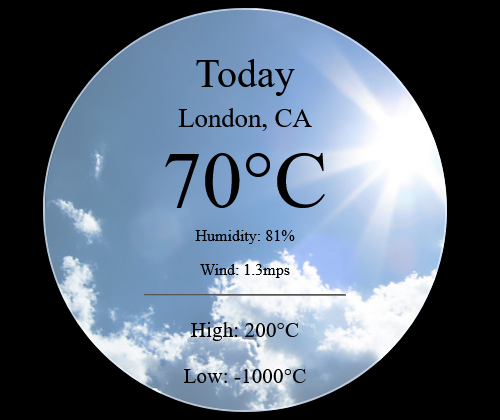 Today
London, CA
70°C
Humidity: 81%
Wind: 1.3mps
High: 200°C
Low: -1000°C